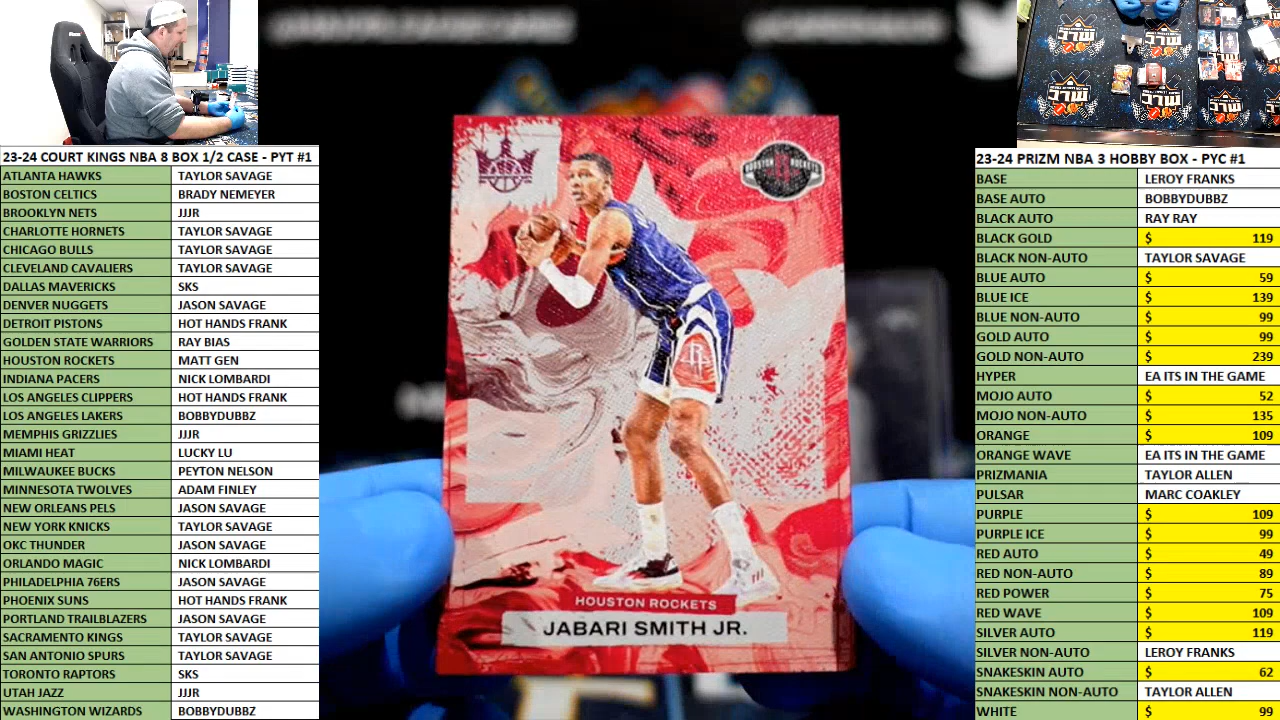 23-24 COURT KINGS NBA 8 BOX 1/2 CASE - PYT #1
ATLANTA HAWKS TAYLOR SAVAGE
BOSTON CELTICS BRADY NEMEYER
BROOKLYN NETS JJJR
CHARLOTTE HORNETS TAYLOR SAVAGE
CHICAGO BULLS TAYLOR SAVAGE
CLEVELAND CAVALIERS TAYLOR SAVAGE
DALLAS MAVERICKS SKS
DENVER NUGGETS JASON SAVAGE
DETROIT PISTONS HOT HANDS FRANK
GOLDEN STATE WARRIORS RAY BIAS
HOUSTON ROCKETS MATT GEN
INDIANA PACERS NICK LOMBARDI
LOS ANGELES CLIPPERS HOT HANDS FRANK
LOS ANGELES LAKERS BOBBYDUBBZ
MEMPHIS GRIZZLIES JJJR
MIAMI HEAT LUCKY LU
MILWAUKEE BUCKS PEYTON NELSON
MINNESOTA TWOLVES ADAM FINLEY
NEW ORLEANS PELS JASON SAVAGE
NEW YORK KNICKS TAYLOR SAVAGE
OKC THUNDER JASON SAVAGE
ORLANDO MAGIC NICK LOMBARDI
PHILADELPHIA 76ERS JASON SAVAGE
PHOENIX SUNS HOT HANDS FRANK
PORTLAND TRAILBLAZERS JASON SAVAGE
SACRAMENTO KINGS TAYLOR SAVAGE
SAN ANTONIO SPURS TAYLOR SAVAGE
TORONTO RAPTORS SKS
UTAH JAZZ JJJR
WASHINGTON WIZARDS BOBBYDUBBZ
HOUSTON ROCKETS
HOUSTON ROCKETS
JABARI SMITH JR.
23-24 PRIZM NBA 3 HOBBY BOX - PYC #1
BASE LEROY FRANKS
BASE AUTO BOBBYDUBBZ
BLACK AUTO RAY RAY
BLACK GOLD $ 119
BLACK NON-AUTO TAYLOR SAVAGE
BLUE AUTO $ 59
BLUE ICE $ 139
BLUE NON-AUTO $ 99
GOLD AUTO $ 99
GOLD NON-AUTO $ 239
HYPER EA ITS IN THE GAME
MOJO AUTO $ 52
MOJO NON-AUTO $ 135
ORANGE $ 109
ORANGE WAVE EA ITS IN THE GAME
PRIZMANIA TAYLOR ALLEN
PULSAR MARC COAKLEY
PURPLE $ 109
PURPLE ICE $ 99
RED AUTO $ 49
RED NON-AUTO $ 89
RED POWER $ 75
RED WAVE $ 109
SILVER AUTO $ 119
SILVER NON-AUTO LEROY FRANKS
SNAKESKIN AUTO $ 62
SNAKESKIN NON-AUTO TAYLOR ALLEN
WHITE $ 99